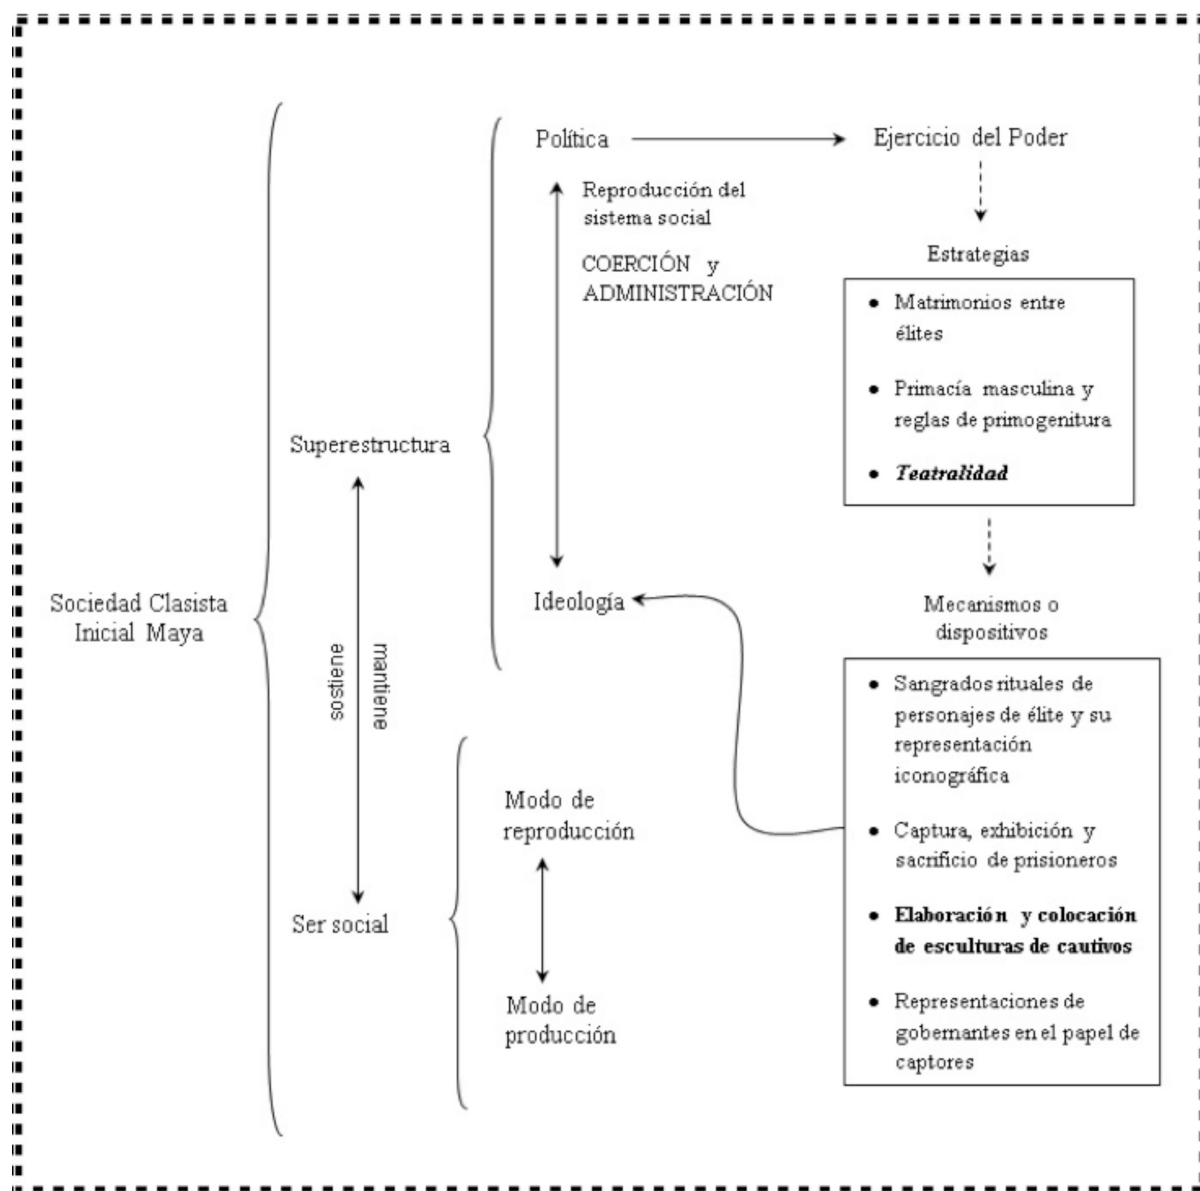 Sociedad Clasista
Inicial Maya
Superestructura
sostiene
mantiene
Ser social
Política
Reproducción del
sistema social
COERCIÓN y
ADMINISTRACIÓN
Ideología
Modo de
reproducción
Modo de
producción
Ejercicio del Poder
Estrategias
• Matrimonios entre
élites
• Primacía masculina y
reglas de primogenitura
• Teatralidad
Mecanismos o
dispositivos
• Sangrados rituales de
personajes de élite y su
representación
iconográfica
• Captura, exhibición y
sacrificio de prisioneros
• Elaboración y colocación
de esculturas de cautivos
• Representaciones de
gobernantes en el papel de
captores